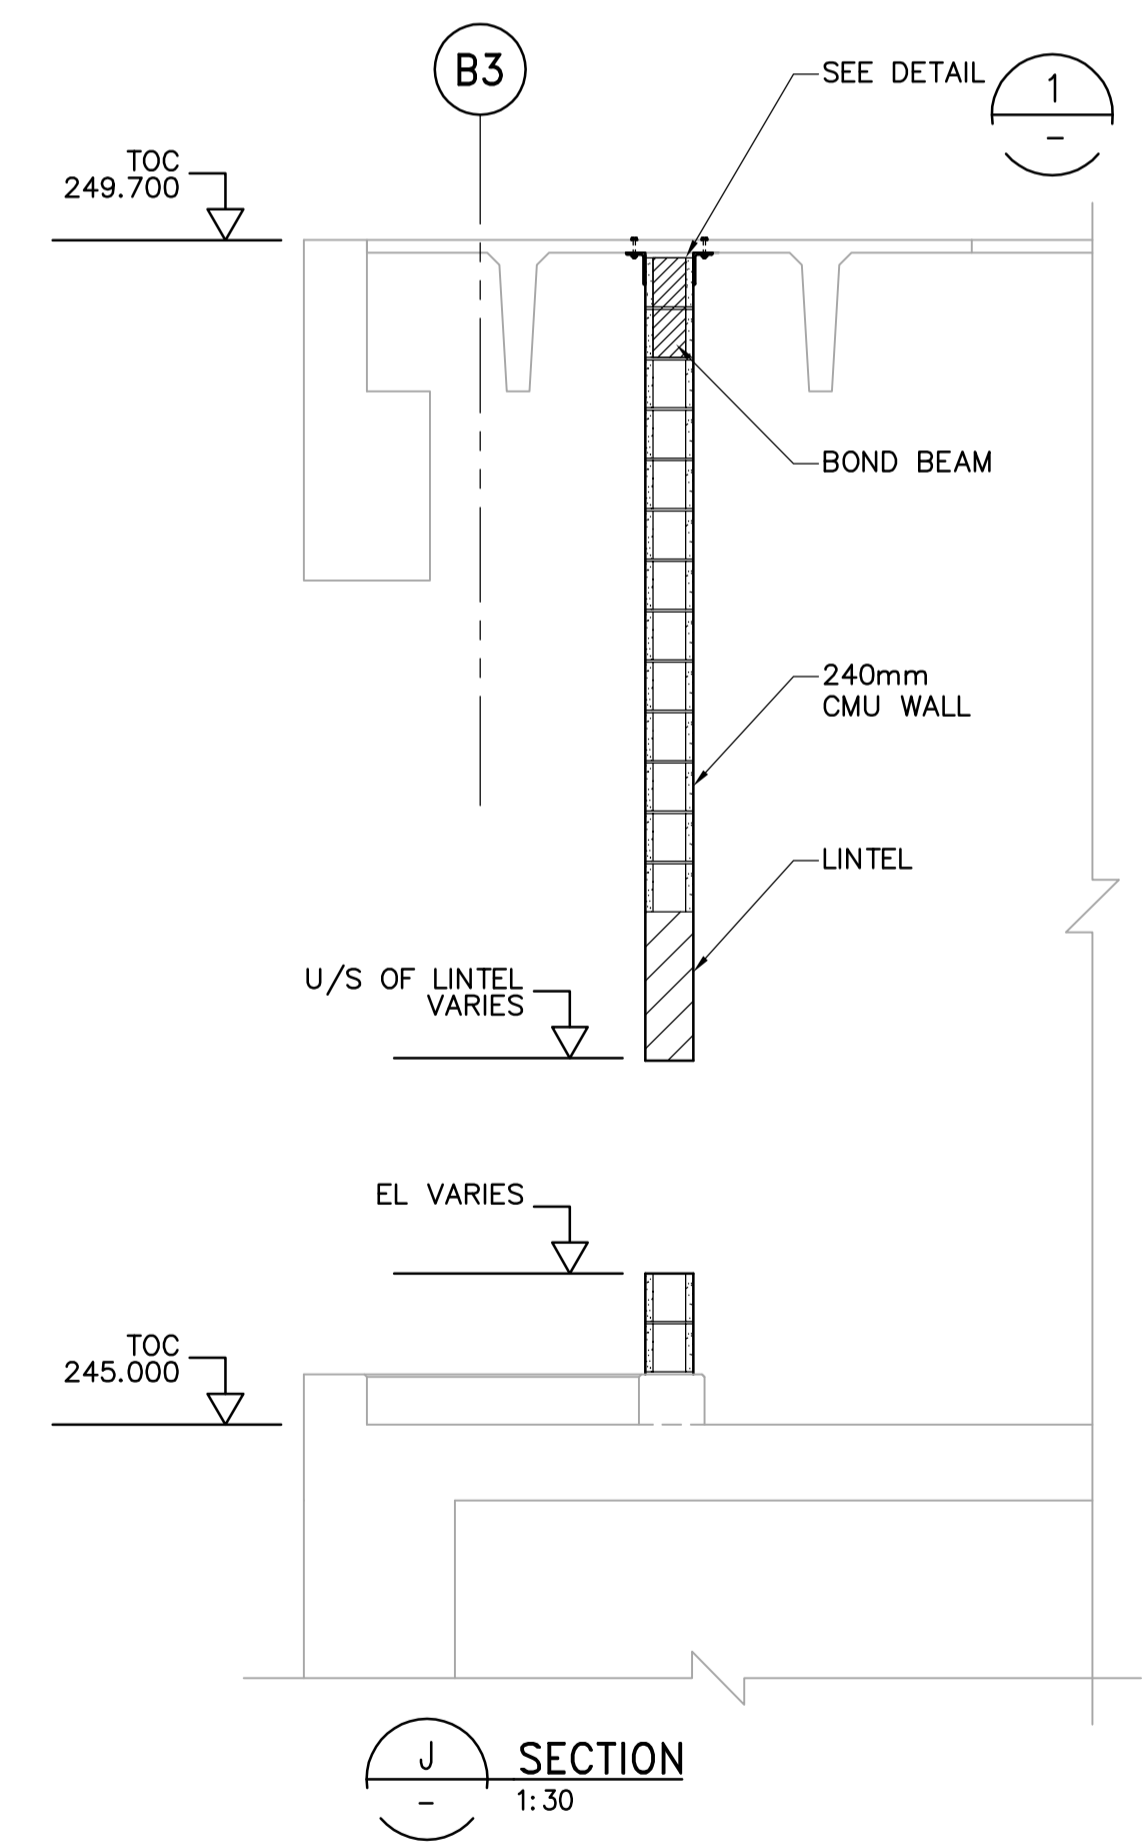 B3
SEE DETAIL
1
-
TOC
249.700
BOND BEAM
240mm
CMU WALL
LINTEL
U/S OF LINTEL
VARIES
EL VARIES
TOC
245.000
J
-
SECTION
1:30